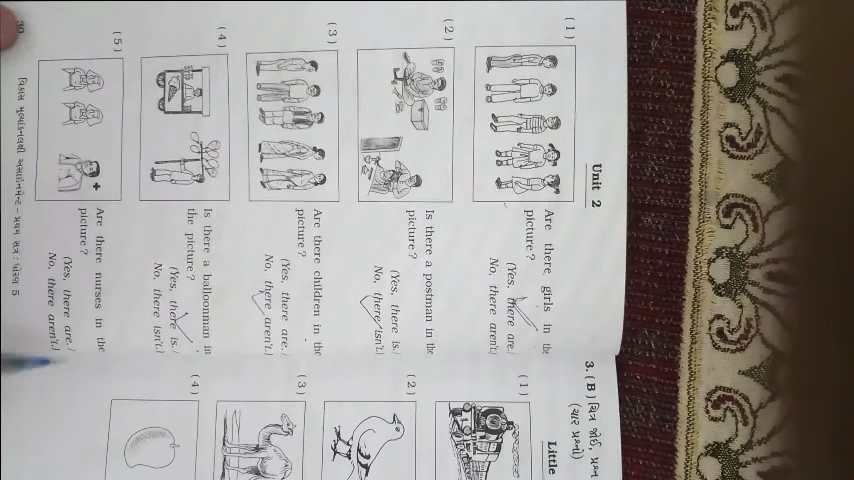 Unit 2
(1)
Are there girls in the
picture ?
(Yes, there are./
No, there aren't.)
(2)
Is there a postman in the
picture ?
(Yes, there is./
No, there isn't.)
(3)
Are there children in the
picture ?
(Yes, there are./
No, there aren't.)
(4)
Is there a balloonman in
the picture ?
(Yes, there is./
No, there isn't.)
(5)
Are there nurses in the
picture ?
(Yes, there are./
No, there aren't.)
3. (B) ચિત્ર જોઈ, પ્રશ્ન
(ચાર પ્રશ્નો)
Little
(1)
(2)
(3)
(4)